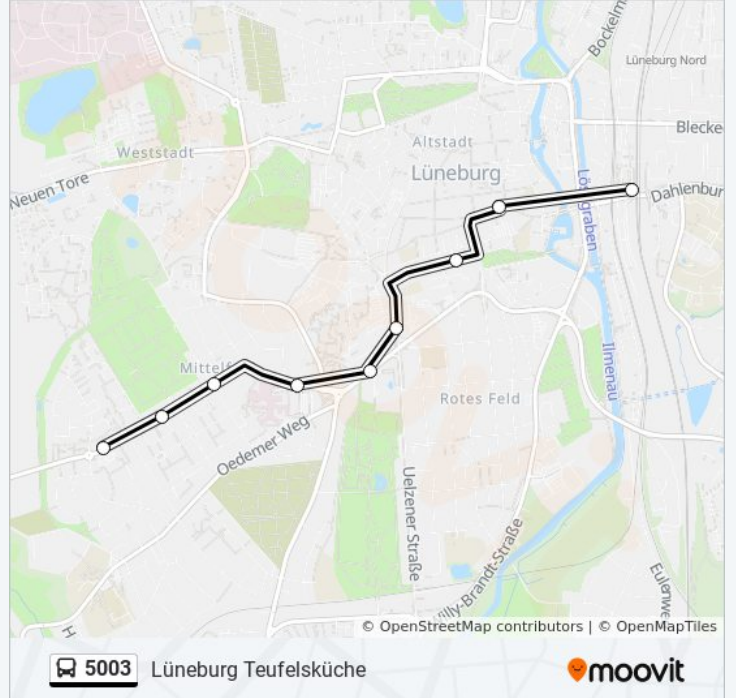 Bockelm
Lüneburg Nord
Altstadt
Blecke
Weststadt
Lüneburg
Neuen Tore
Dahlenbur
Lösegraben
Mittelf
Ilmenau
Rotes Feld
Oedemer Weg
Uelzener Straße
Willy-Brandt-Straße
Eulenwe
H
© OpenStreetMap contributors | © OpenMapTiles
5003 Lüneburg Teufelsküche
moovit